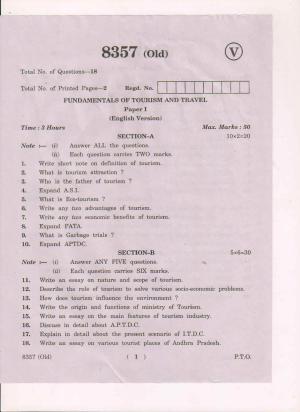 8357 (Old)
V
Total No. of Questions—18
Total No. of Printed Pages—2 Regd. No.
FUNDAMENTALS OF TOURISM AND TRAVEL
Paper I
(English Version)
Time : 3 Hours Max. Marks : 50
SECTION-A 10×2=20
Note :— (i) Answer ALL the questions.
(ii) Each question carries TWO marks.
1. Write short note on definition of tourism.
2. What is tourism attraction ?
3. Who is the father of tourism ?
4. Expand A.S.I.
5. What is Eco-tourism ?
6. Write any two advantages of tourism.
7. Write any two economic benefits of tourism.
8. Expand PATA.
9. What is Garbage trials ?
10. Expand APTDC.
SECTION-B 5×6=30
Note :— (i) Answer ANY FIVE questions.
(ii) Each question carries SIX marks.
11. Write an essay on nature and scope of tourism.
12. Describe the role of tourism to solve various socio-economic problems.
13. How does tourism influence the environment ?
14. Write the origin and functions of ministry of Tourism.
15. Write an essay on the main features of tourism industry.
16. Discuss in detail about A.P.T.D.C.
17. Explain in detail about the present scenario of I.T.D.C.
18. Write an essay on various tourist places of Andhra Pradesh.
8357 (Old) ( 1 ) P.T.O.